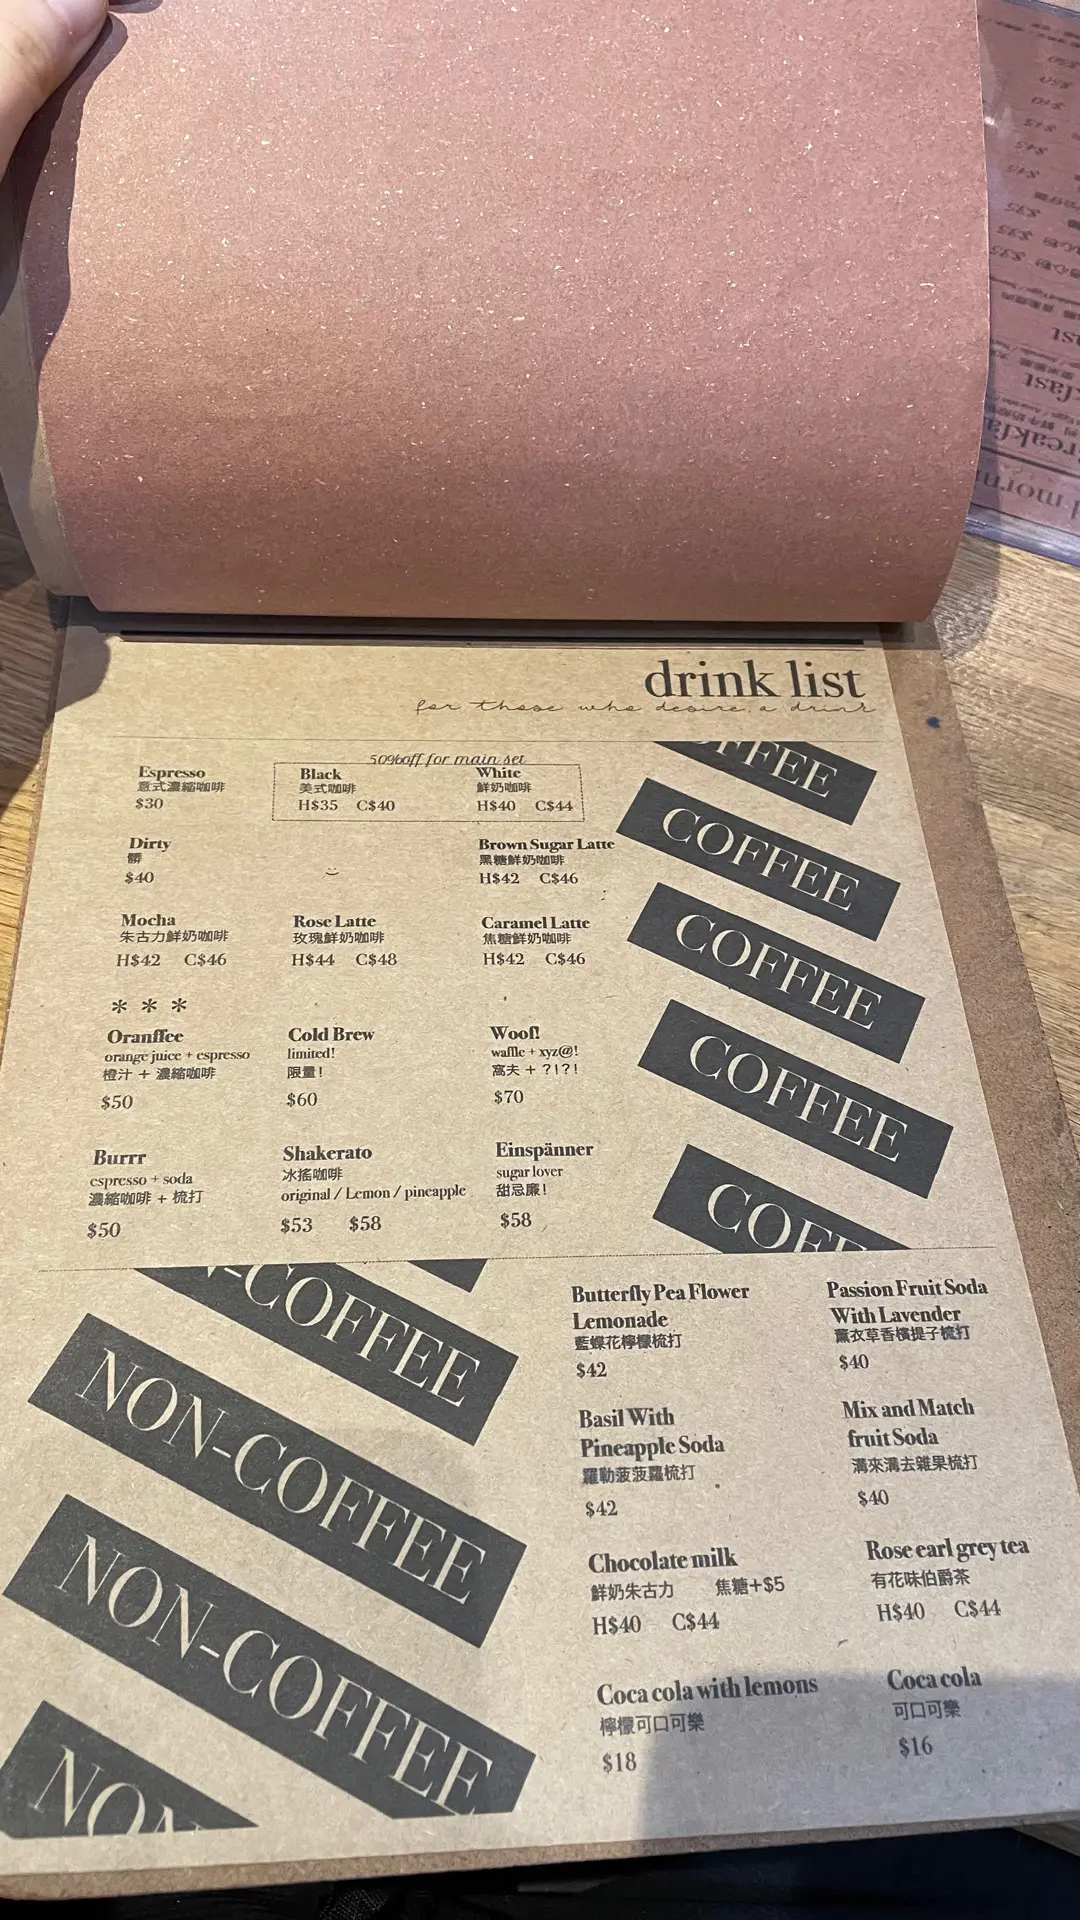 drink list
for those who desire a drink
50%off for main set
Espresso
意式濃縮咖啡
$30
Black
美式咖啡
H$35 C$40
White
鮮奶咖啡
H$40 C$44
Dirty
髒
$40
Brown Sugar Latte
黑糖鮮奶咖啡
H$42 C$46
Mocha
朱古力鮮奶咖啡
H$42 C$46
Rose Latte
玫瑰鮮奶咖啡
H$44 C$48
Caramel Latte
焦糖鮮奶咖啡
H$42 C$46
* * *
Oranffee
orange juice + espresso
橙汁 + 濃縮咖啡
$50
Cold Brew
limited!
限量!
$60
Woof!
waffle + xyz@!
窩夫 + ?!?!
$70
Burrr
espresso + soda
濃縮咖啡 + 梳打
$50
Shakerato
冰搖咖啡
original / Lemon / pineapple
$53 $58
Einspänner
sugar lover
甜忌廉!
$58
COFFEE
COFFEE
COFFEE
COFFEE
NON-COFFEE
NON-COFFEE
Butterfly Pea Flower
Lemonade
藍蝶花檸檬梳打
$42
Passion Fruit Soda
With Lavender
薰衣草香檳提子梳打
$40
Basil With
Pineapple Soda
羅勒菠菠蘿梳打
$42
Mix and Match
fruit Soda
溝來溝去雜果梳打
$40
Chocolate milk
鮮奶朱古力 焦糖+$5
H$40 C$44
Rose earl grey tea
有花味伯爵茶
H$40 C$44
Coca cola with lemons
檸檬可口可樂
$18
Coca cola
可口可樂
$16